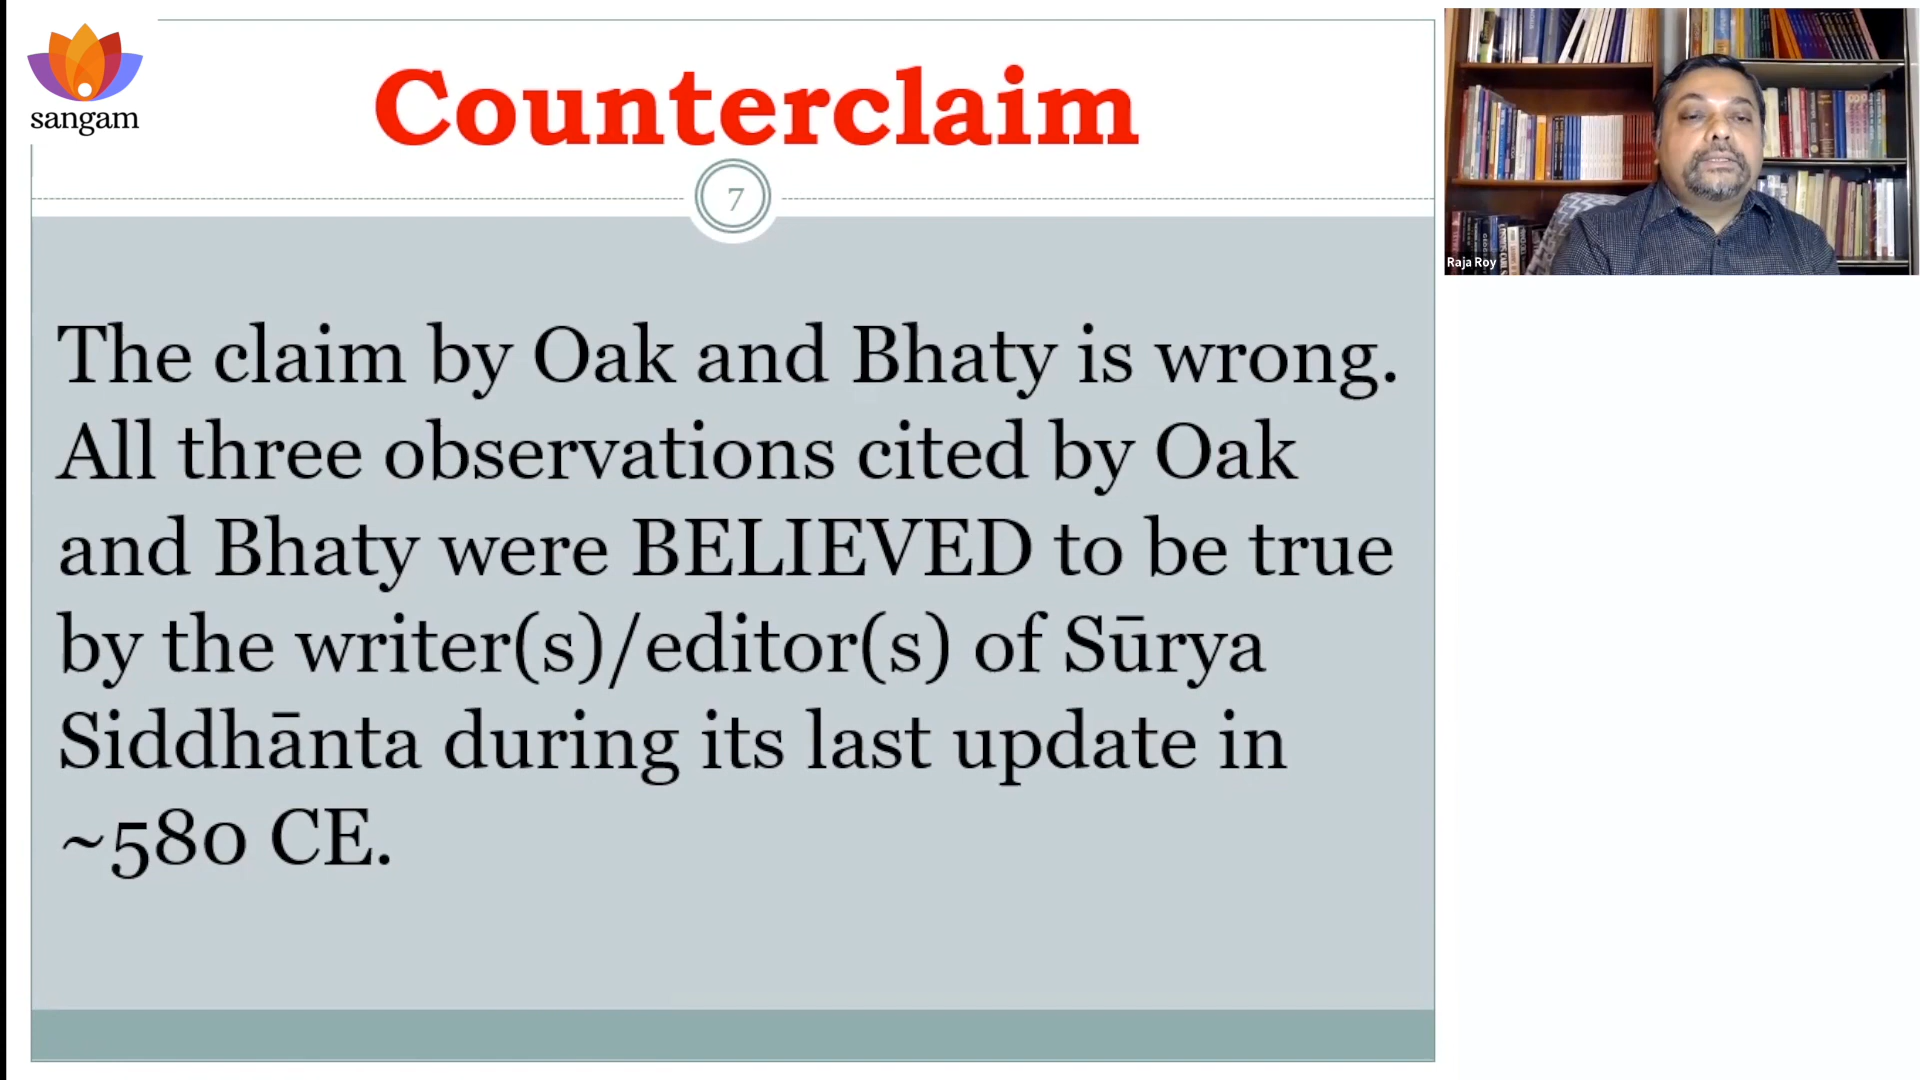 sangam
Counterclaim
7
The claim by Oak and Bhaty is wrong.
All three observations cited by Oak
and Bhaty were BELIEVED to be true
by the writer(s)/editor(s) of Sūrya
Siddhānta during its last update in
~580 CE.
Raja Roy